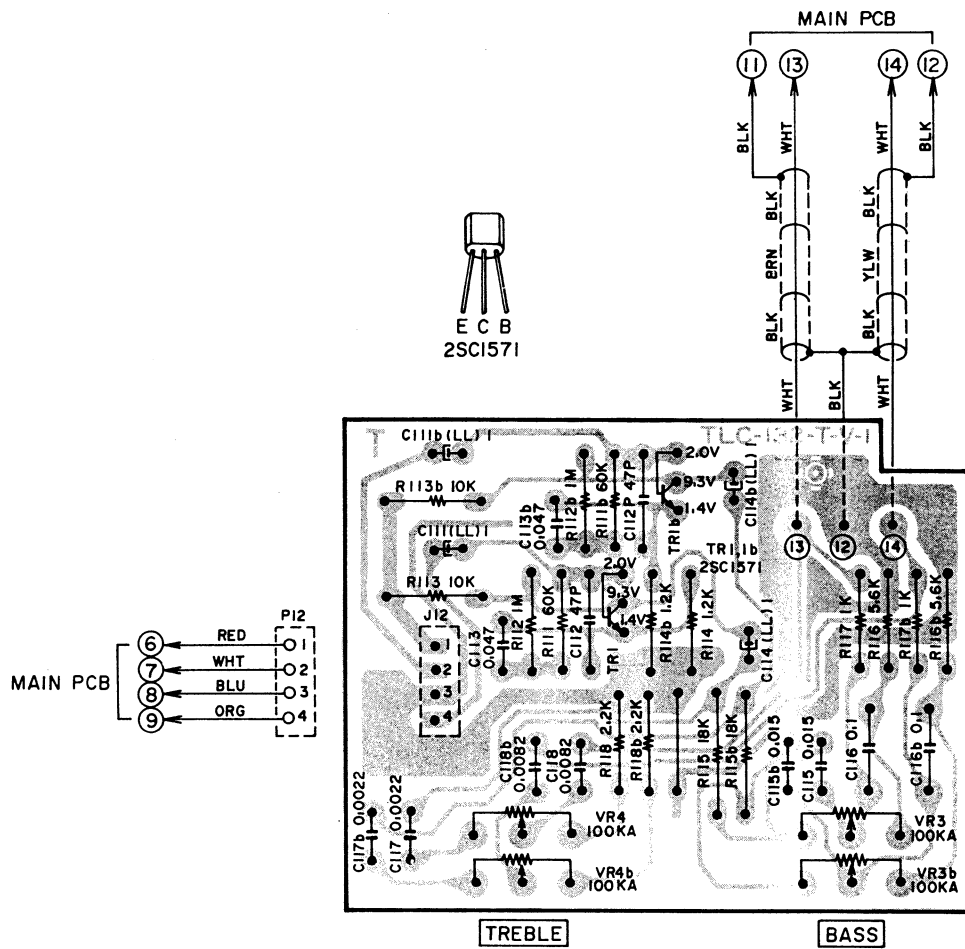 MAIN PCB
11 13 14 12
BLK WHT WHT BLK
BLK BLK
BRN YLW
BLK BLK
WHT BLK WHT
E C B
2SC1571
T
TLC-132-T-V-1
C111b(LL) 1
R113b 10K
C111(LL) 1
R113 10K
C113b 0.047
R112b 1M
R111b 60K
C112 P 47P
2.0V
9.3V
1.4V
TR1b
C114b(LL) 1
TR1,1b
2SC1571
13 12 14
2.0V
9.3V
1.4V
TR1
C113 0.047
R112 1M
R111 60K
C112 47P
R114b 1.2K
R114 1.2K
C114(LL) 1
R117 1K
R116 5.6K
R117b 1K
R116b 5.6K
MAIN PCB
6 RED
7 WHT
8 BLU
9 ORG
P12
1
2
3
4
J12
1
2
3
4
C118b 0.0082
C118 0.0082
R118 2.2K
R118b 2.2K
R115 18K
R115b 18K
C115b 0.015
C115 0.015
C116 0.1
C116b 0.1
C117b 0.0022
C117 0.0022
VR4
100KA
VR4b
100KA
VR3
100KA
VR3b
100KA
TREBLE
BASS